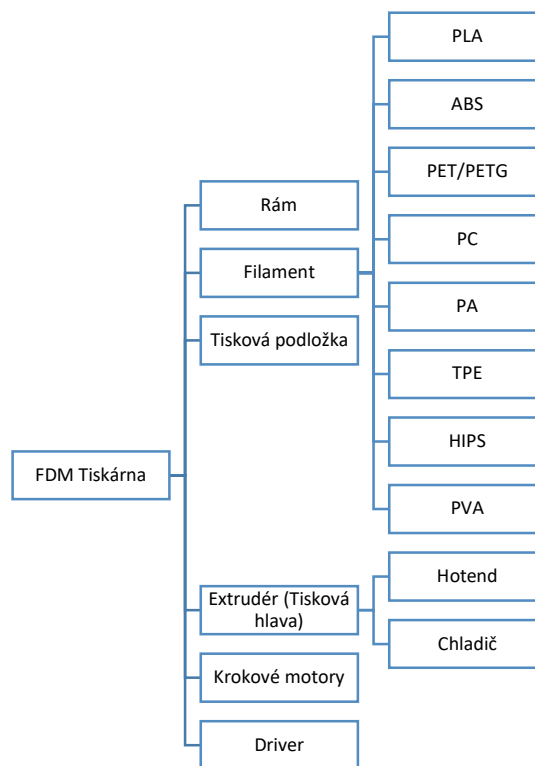 PLA
ABS
PET/PETG
Rám
PC
Filament
PA
Tisková podložka
TPE
HIPS
FDM Tiskárna
PVA
Hotend
Extrudér (Tisková
hlava)
Chladič
Krokové motory
Driver